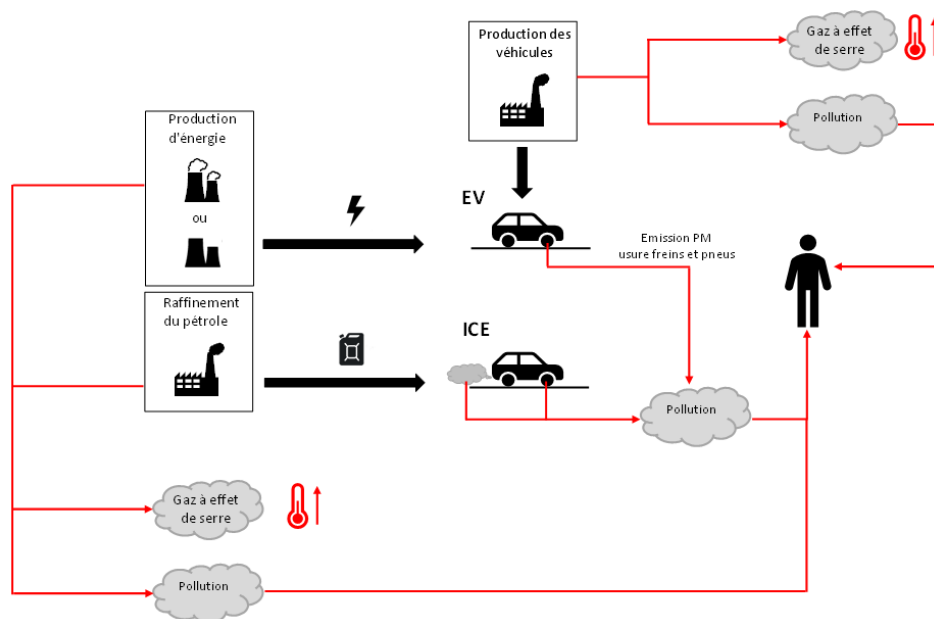 Production des
véhicules
Gaz à effet
de serre
Pollution
Production
d'énergie
ou
EV
Emission PM
usure freins et pneus
Raffinement
du pétrole
ICE
Pollution
Gaz à effet
de serre
Pollution